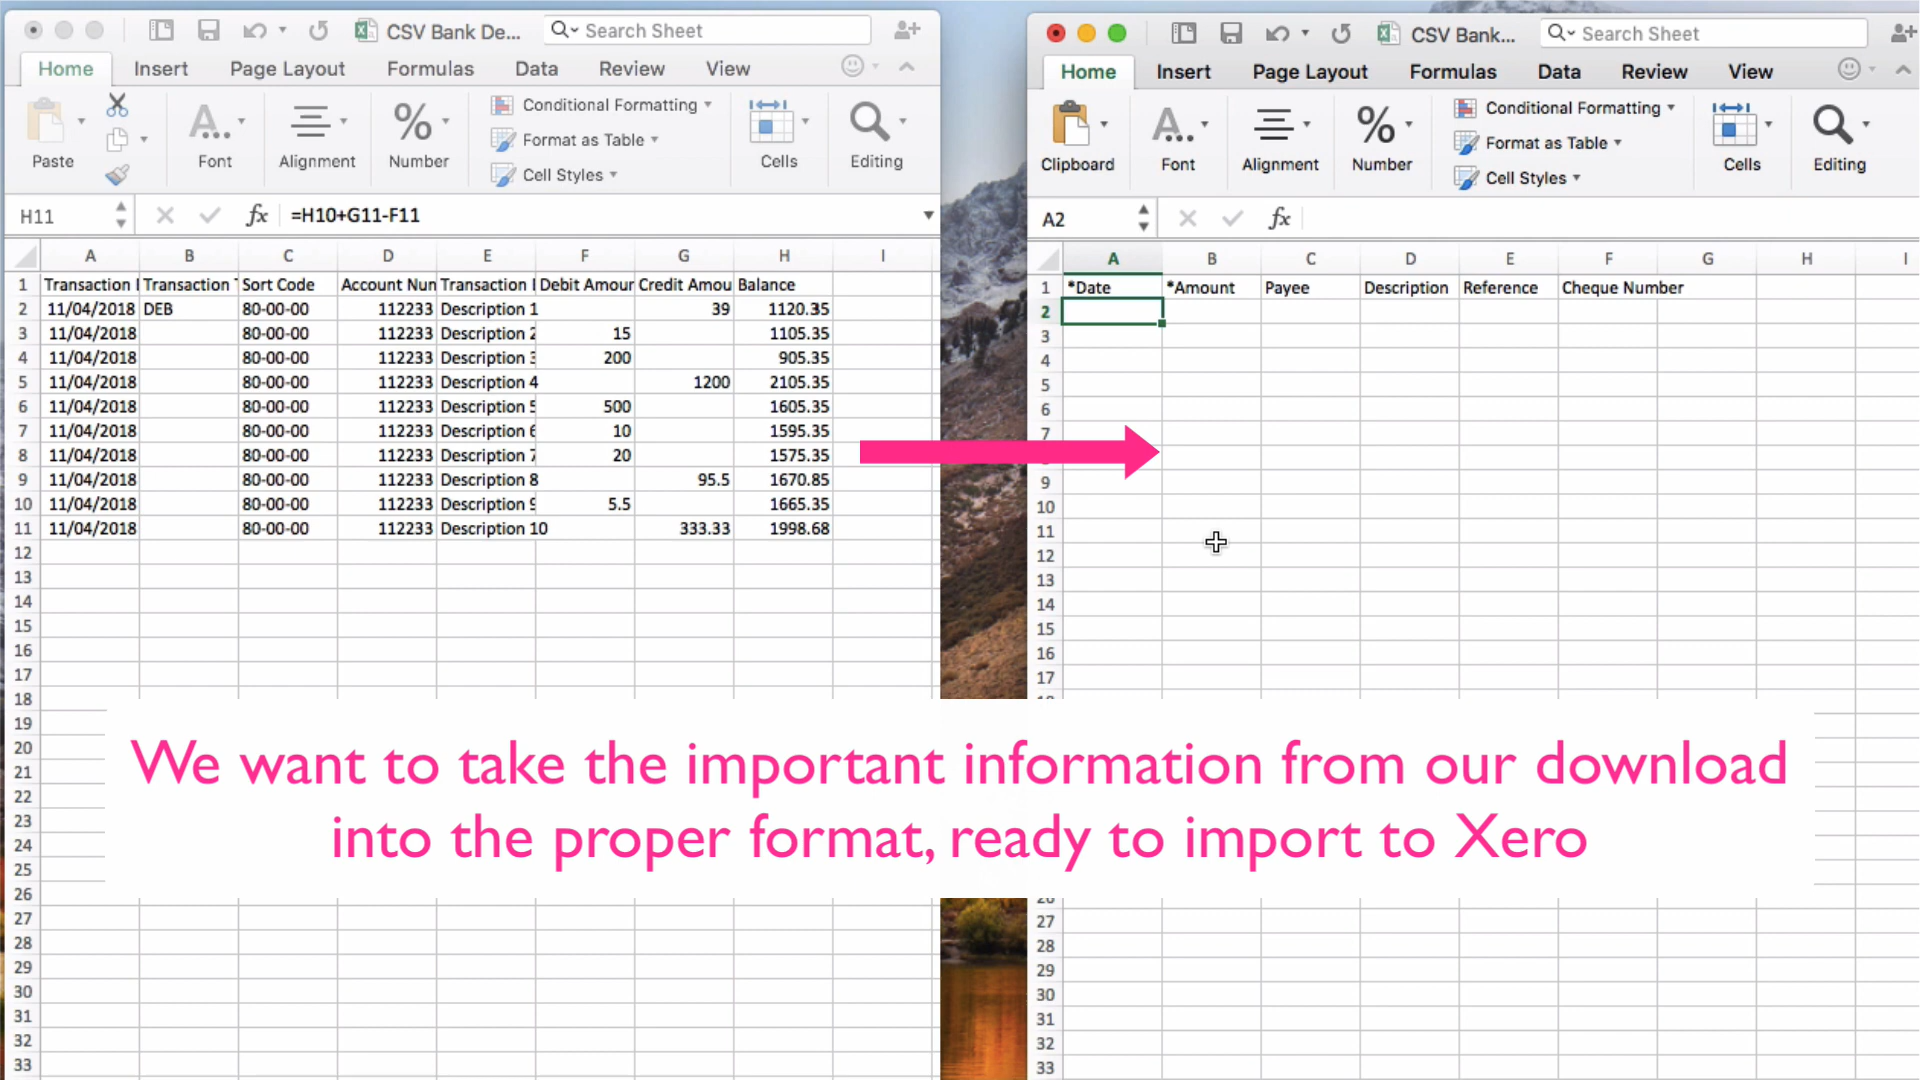 CSV Bank De...
Search Sheet
Home Insert Page Layout Formulas Data Review View
Paste
Font
Alignment
%
Number
Conditional Formatting
Format as Table
Cell Styles
Cells
Editing
H11 fx =H10+G11-F11
A B C D E F G H I
1 Transaction Transaction Sort Code Account Nun Transaction Debit Amour Credit Amou Balance
2 11/04/2018 DEB 80-00-00 112233 Description 1 39 1120.35
3 11/04/2018 80-00-00 112233 Description 2 15 1105.35
4 11/04/2018 80-00-00 112233 Description 3 200 905.35
5 11/04/2018 80-00-00 112233 Description 4 1200 2105.35
6 11/04/2018 80-00-00 112233 Description 5 500 1605.35
7 11/04/2018 80-00-00 112233 Description 6 10 1595.35
8 11/04/2018 80-00-00 112233 Description 7 20 1575.35
9 11/04/2018 80-00-00 112233 Description 8 95.5 1670.85
10 11/04/2018 80-00-00 112233 Description 9 5.5 1665.35
11 11/04/2018 80-00-00 112233 Description 10 333.33 1998.68
12
13
14
15
16
17
18
19
20
21
22
23
24
25
26
27
28
29
30
31
32
33
CSV Bank...
Search Sheet
Home Insert Page Layout Formulas Data Review View
Clipboard
Font
Alignment
%
Number
Conditional Formatting
Format as Table
Cell Styles
Cells
Editing
A2 fx
A B C D E F G H I
1 *Date *Amount Payee Description Reference Cheque Number
2
3
4
5
6
7
9
10
11
12
13
14
15
16
17
27
28
29
30
31
32
33
We want to take the important information from our download
into the proper format, ready to import to Xero